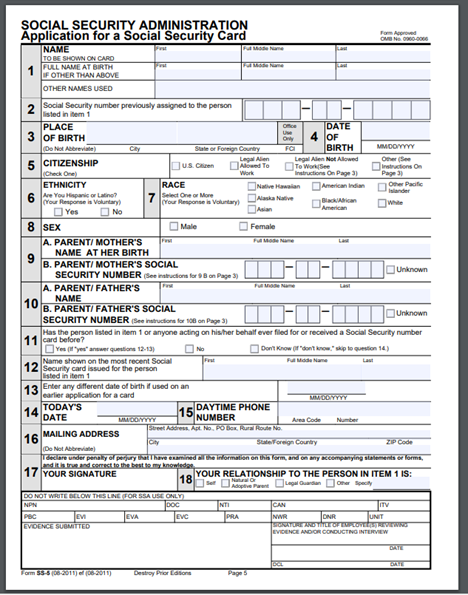 SOCIAL SECURITY ADMINISTRATION
Application for a Social Security Card
Form Approved
OMB No. 0960-0066
1
NAME
TO BE SHOWN ON CARD
First Full Middle Name Last
FULL NAME AT BIRTH
IF OTHER THAN ABOVE
First Full Middle Name Last
OTHER NAMES USED
2 Social Security number previously assigned to the person
listed in item 1
3
PLACE
OF BIRTH
(Do Not Abbreviate) City State or Foreign Country FCI
Office
Use
Only
4
DATE
OF
BIRTH
MM/DD/YYYY
5
CITIZENSHIP
(Check One)
U.S. Citizen
Legal Alien
Allowed To
Work
Legal Alien Not Allowed
To Work(See
Instructions On Page 3)
Other (See
Instructions On
Page 3)
6
ETHNICITY
Are You Hispanic or Latino?
(Your Response is Voluntary)
Yes No
7
RACE
Select One or More
(Your Response is Voluntary)
Native Hawaiian
Alaska Native
Asian
American Indian
Black/African
American
Other Pacific
Islander
White
8 SEX Male Female
9
A. PARENT/ MOTHER'S
NAME AT HER BIRTH
First Full Middle Name Last
B. PARENT/ MOTHER'S SOCIAL
SECURITY NUMBER (See instructions for 9 B on Page 3)
Unknown
10
A. PARENT/ FATHER'S
NAME
First Full Middle Name Last
B. PARENT/ FATHER'S SOCIAL
SECURITY NUMBER (See instructions for 10B on Page 3)
Unknown
11
Has the person listed in item 1 or anyone acting on his/her behalf ever filed for or received a Social Security number
card before?
Yes (If "yes" answer questions 12-13) No Don't Know (If "don't know," skip to question 14.)
12
Name shown on the most recent Social
Security card issued for the person
listed in item 1
First Full Middle Name Last
13
Enter any different date of birth if used on an
earlier application for a card
MM/DD/YYYY
14
TODAY'S
DATE
MM/DD/YYYY
15
DAYTIME PHONE
NUMBER
Area Code Number
16
MAILING ADDRESS
(Do Not Abbreviate)
Street Address, Apt. No., PO Box, Rural Route No.
City State/Foreign Country ZIP Code
I declare under penalty of perjury that I have examined all the information on this form, and on any accompanying statements or forms,
and it is true and correct to the best of my knowledge.
17 YOUR SIGNATURE
18
YOUR RELATIONSHIP TO THE PERSON IN ITEM 1 IS:
Self
Natural Or
Adoptive Parent
Legal Guardian Other Specify
DO NOT WRITE BELOW THIS LINE (FOR SSA USE ONLY)
NPN DOC NTI CAN ITV
PBC EVI EVA EVC PRA NWR DNR UNIT
EVIDENCE SUBMITTED
SIGNATURE AND TITLE OF EMPLOYEE(S) REVIEWING
EVIDENCE AND/OR CONDUCTING INTERVIEW
DATE
DCL DATE
Form SS-5 (08-2011) ef (08-2011) Destroy Prior Editions Page 5